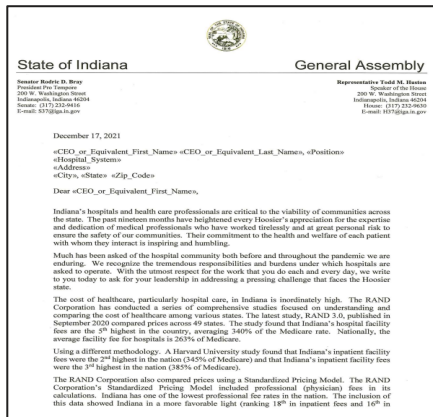 State of Indiana
General Assembly
Senator Rodric D. Bray
President Pro Tempore
200 W. Washington Street
Indianapolis, Indiana 46204
Senate: (317) 232-9416
E-mail: S37@iga.in.gov
Representative Todd M. Huston
Speaker of the House
200 W. Washington Street
Indianapolis, Indiana 46204
House: (317) 232-9630
E-mail: H37@iga.in.gov
December 17, 2021
«CEO_or_Equivalent_First_Name» «CEO_or_Equivalent_Last_Name», «Position»
«Hospital_System»
«Address»
«City», «State» «Zip_Code»
Dear «CEO_or_Equivalent_First_Name»,
Indiana's hospitals and health care professionals are critical to the viability of communities across
the state. The past nineteen months have heightened every Hoosier's appreciation for the expertise
and dedication of medical professionals who have worked tirelessly and at great personal risk to
ensure the safety of our communities. Their commitment to the health and welfare of each patient
with whom they interact is inspiring and humbling.
Much has been asked of the hospital community both before and throughout the pandemic we are
enduring. We recognize the tremendous responsibilities and burdens under which hospitals are
asked to operate. With the utmost respect for the work that you do each and every day, we write
to you today to ask for your leadership in addressing a pressing challenge that faces the Hoosier
state.
The cost of healthcare, particularly hospital care, in Indiana is inordinately high. The RAND
Corporation has conducted a series of comprehensive studies focused on understanding and
comparing the cost of healthcare among various states. The latest study, RAND 3.0, published in
September 2020 compared prices across 49 states. The study found that Indiana's hospital facility
fees are the 5th highest in the country, averaging 340% of the Medicare rate. Nationally, the
average facility fee for hospitals is 263% of Medicare.
Using a different methodology. A Harvard University study found that Indiana's inpatient facility
fees were the 2nd highest in the nation (345% of Medicare) and that Indiana's inpatient facility fees
were the 3rd highest in the nation (385% of Medicare).
The RAND Corporation also compared prices using a Standardized Pricing Model. The RAND
Corporation's Standardized Pricing Model included professional (physician) fees in its
calculations. Indiana has one of the lowest professional fee rates in the nation. The inclusion of
this data showed Indiana in a more favorable light (ranking 18th in inpatient fees and 16th in